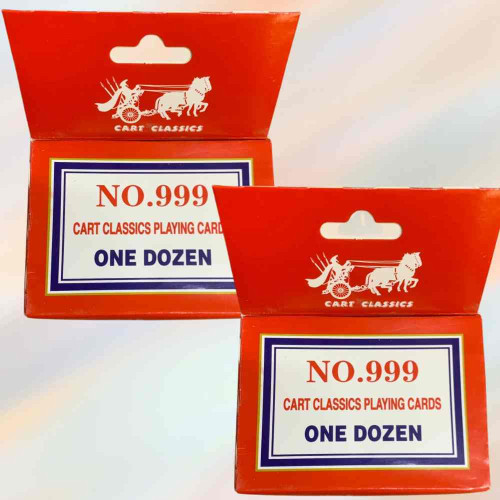 CART CLASSICS
NO.999
CART CLASSICS PLAYING CARDS
ONE DOZEN
CART CLASSICS
NO.999
CART CLASSICS PLAYING CARDS
ONE DOZEN